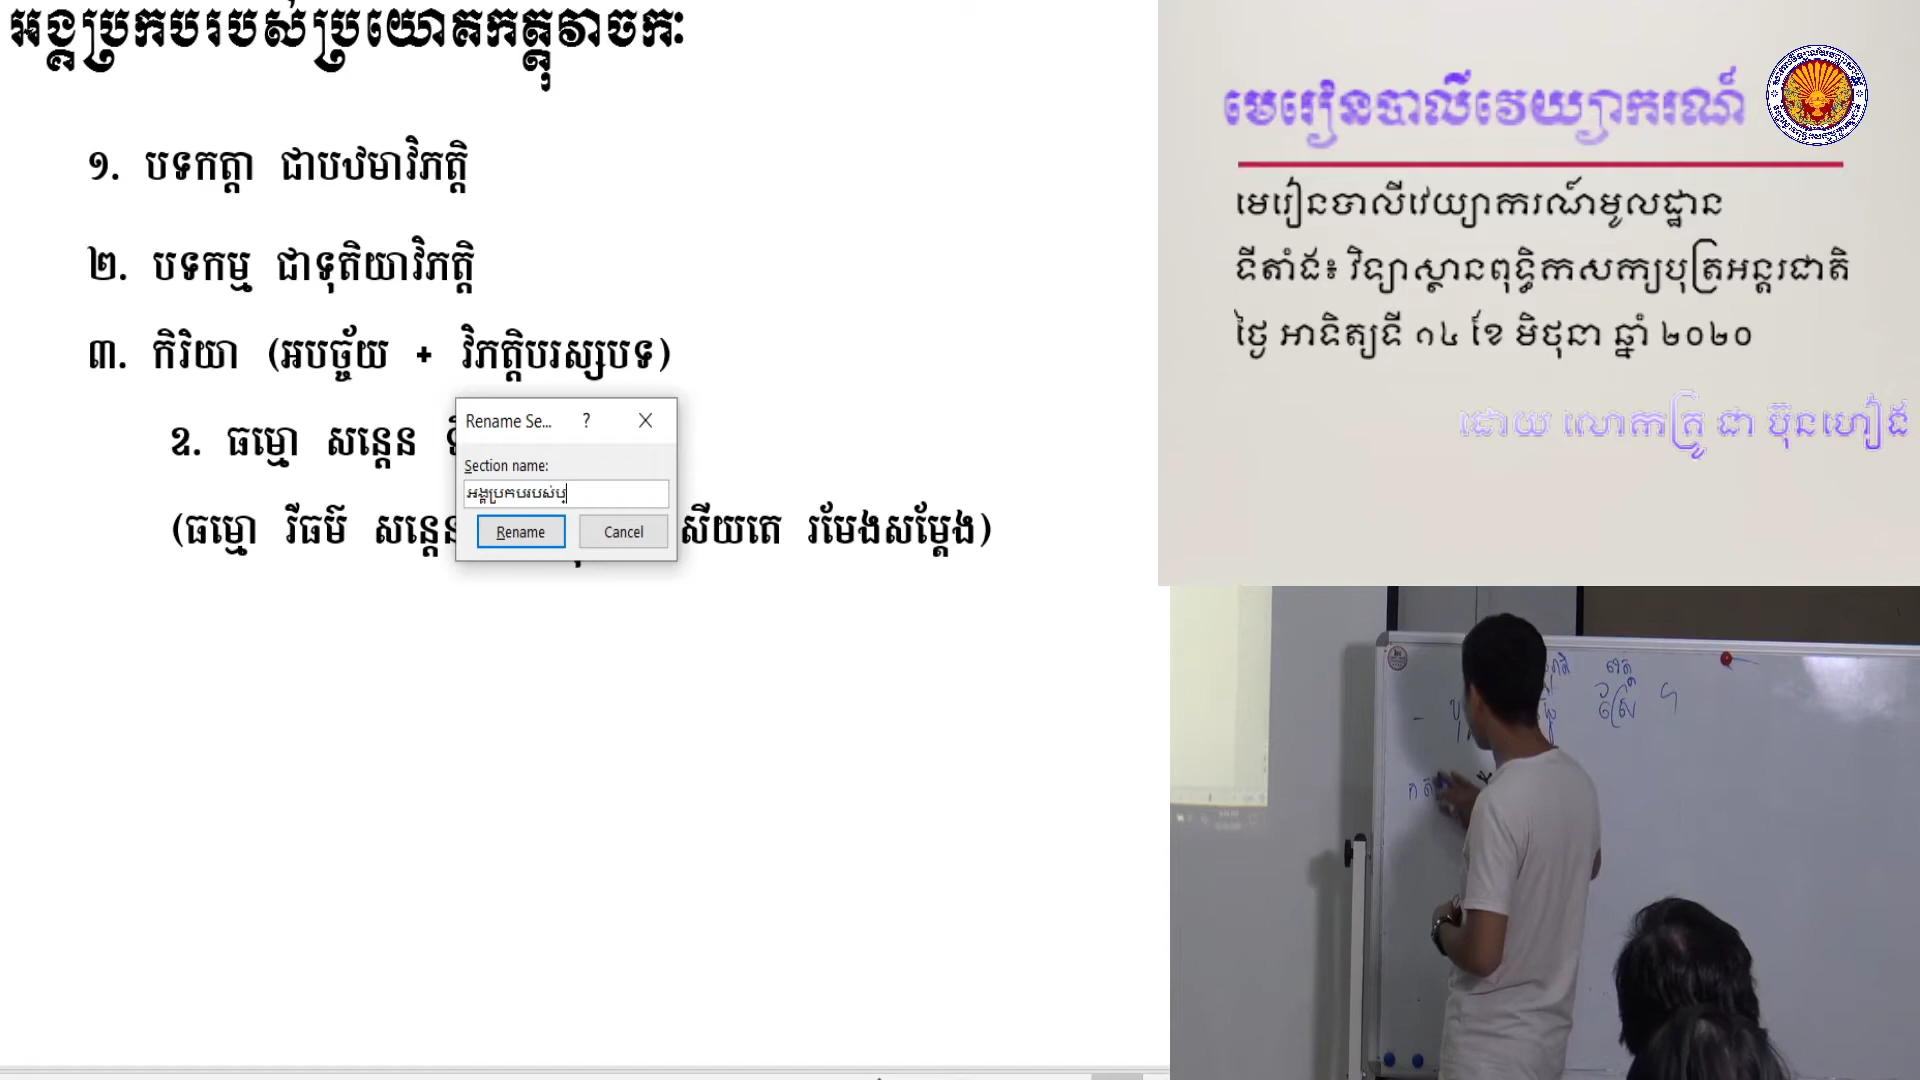 អង្គប្រកបរបស់ប្រយោគកត្តុវាចកៈ
១. បទកត្តា ជាបឋមាវិភត្តិ
២. បទកម្ម ជាទុតិយាវិភត្តិ
៣. កិរិយា (អបច្ច័យ + វិភត្តិបរស្សបទ)
ឧ. ធម្មោ សន្តេន
(ធម្មោ រីធម៌ សន្តេន
សីយតេ រមែងសម្ដែង)
Rename Se... ?
Section name:
អង្គប្រកបរបស់ប្
Rename Cancel
មេរៀនបាលីវេយ្យាករណ៍
មេរៀនបាលីវេយ្យាករណ៍មូលដ្ឋាន
ទីតាំង៖ វិទ្យាស្ថានពុទ្ធិកសក្យបុត្រអន្តរជាតិ
ថ្ងៃ អាទិត្យទី ១៤ ខែ មិថុនា ឆ្នាំ ២០២០
ដោយ លោកគ្រូ ជា ប៊ុនហៀង
ស្រែ